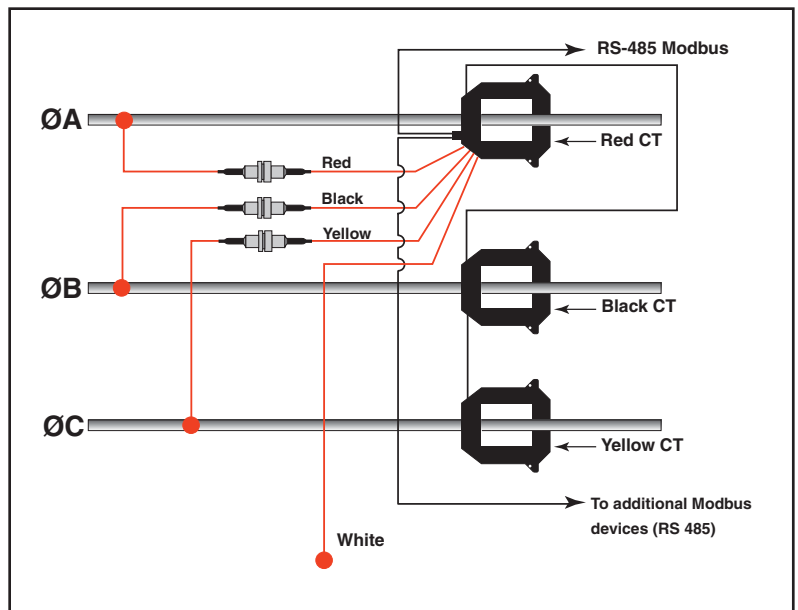 RS-485 Modbus
ØA
Red CT
Red
Black
Yellow
ØB
Black CT
ØC
Yellow CT
To additional Modbus
devices (RS 485)
White